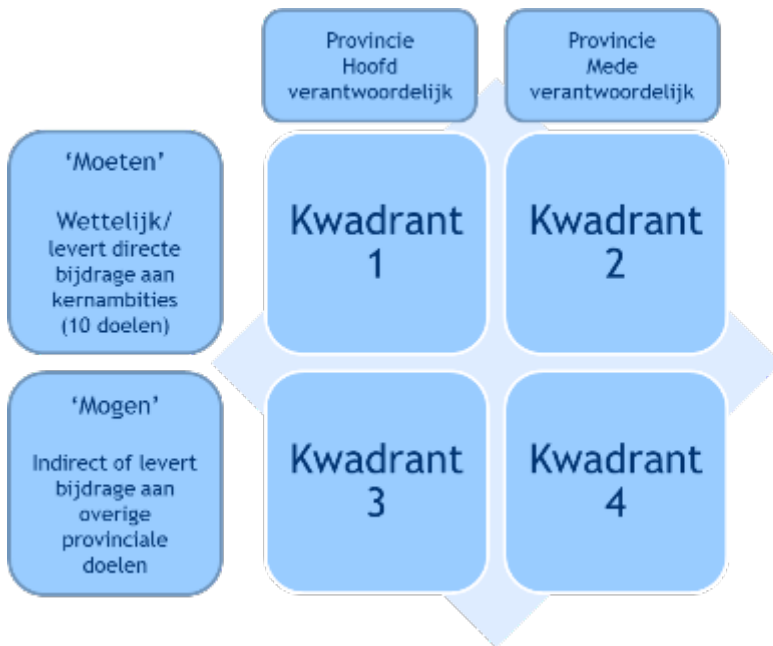 Provincie
Hoofd
verantwoordelijk
Provincie
Mede
verantwoordelijk
‘Moeten’
Wettelijk/
levert directe
bijdrage aan
kernambities
(10 doelen)
Kwadrant
1
Kwadrant
2
‘Mogen’
Indirect of levert
bijdrage aan
overige
provinciale
doelen
Kwadrant
3
Kwadrant
4